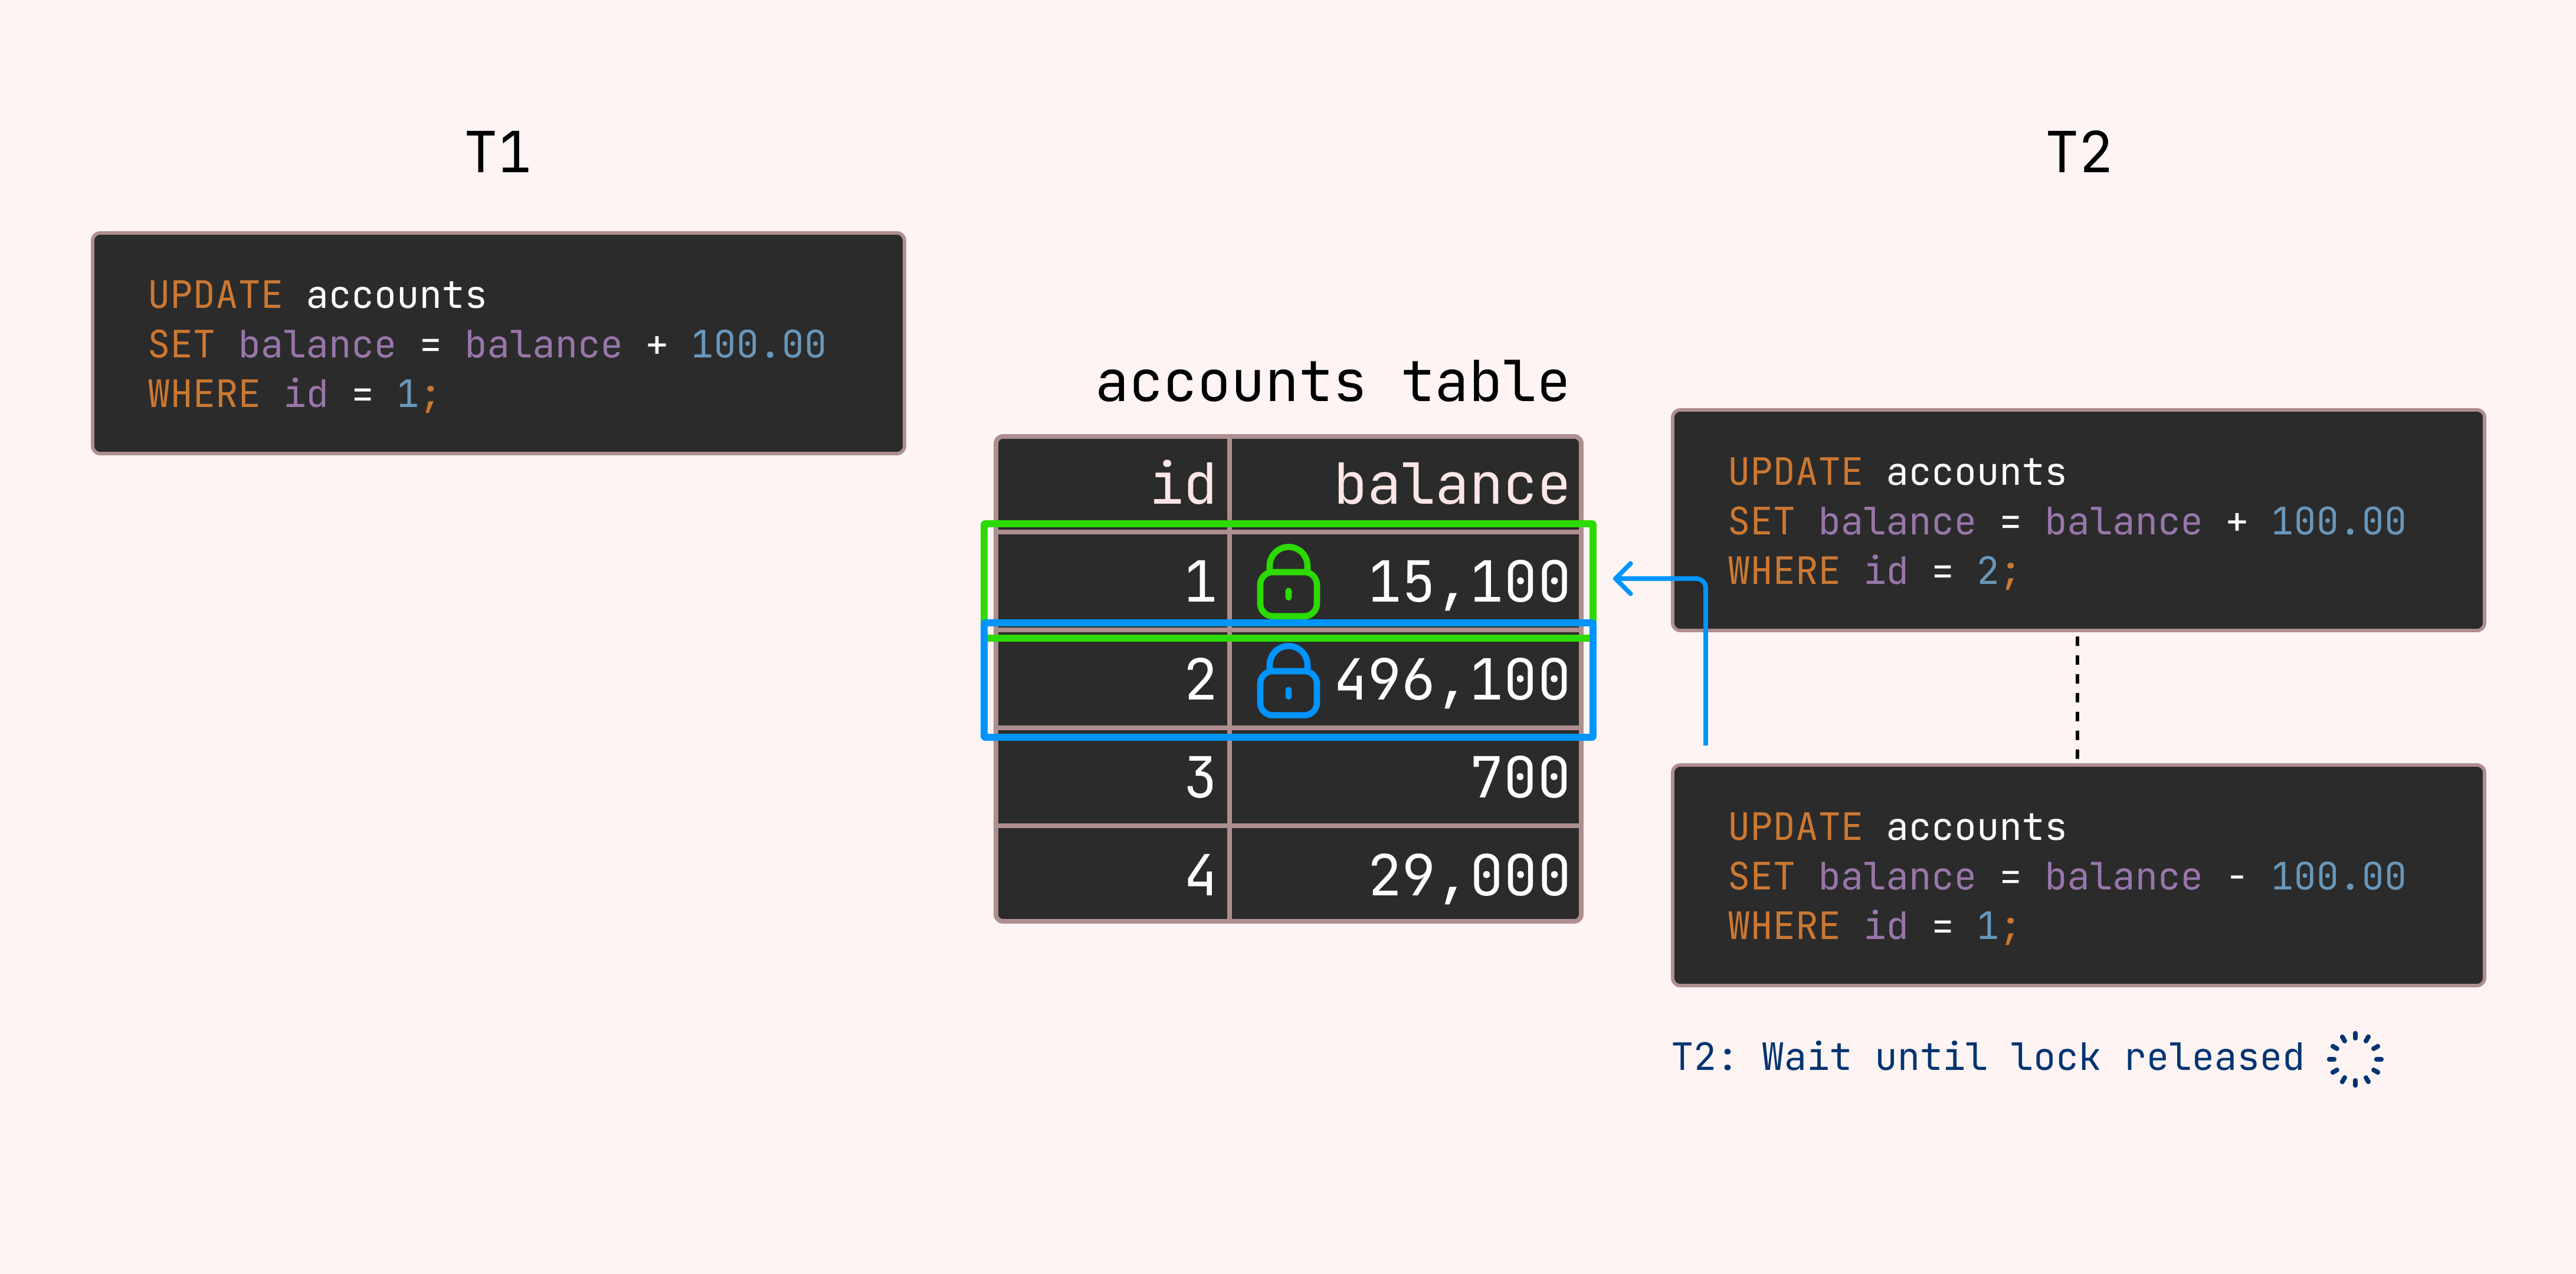 T1
UPDATE accounts
SET balance = balance + 100.00
WHERE id = 1;
accounts table
id balance
1 15,100
2 496,100
3 700
4 29,000
T2
UPDATE accounts
SET balance = balance + 100.00
WHERE id = 2;
UPDATE accounts
SET balance = balance - 100.00
WHERE id = 1;
T2: Wait until lock released